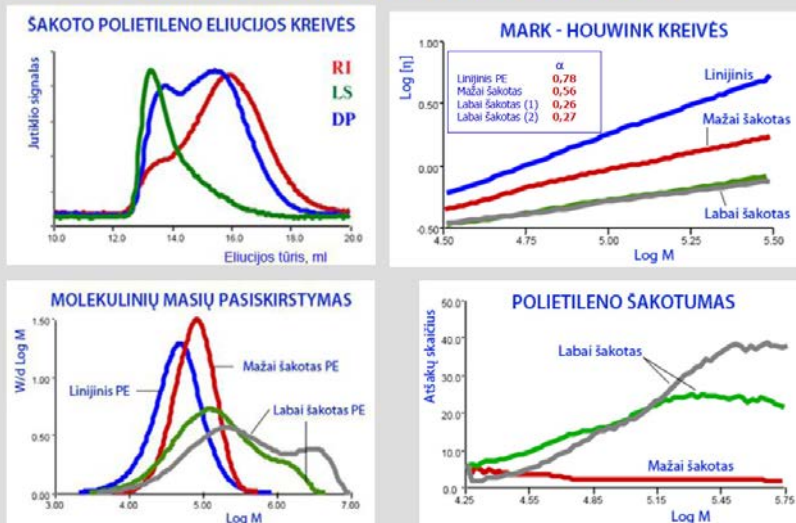 ŠAKOTO POLIETILENO ELIUCIJOS KREIVĖS
Jutiklio signalas
RI
LS
DP
10.0 12.0 14.0 16.0 18.0 20.0
Eliucijos tūris, ml
MARK - HOUWINK KREIVĖS
Log [η]
1.00
0.50
0.00
-0.50
α
Linijinis PE 0,78
Mažai šakotas 0,56
Labai šakotas (1) 0,26
Labai šakotas (2) 0,27
Linijinis
Mažai šakotas
Labai šakotas
4.50 4.75 5.00 5.25 5.50
Log M
MOLEKULINIŲ MASIŲ PASISKIRSTYMAS
W/d Log M
1.50
1.00
0.50
0.00
Linijinis PE
Mažai šakotas PE
Labai šakotas PE
3.00 4.00 5.00 6.00 7.00
Log M
POLIETILENO ŠAKOTUMAS
Atšakų skaičius
50.0
40.0
30.0
20.0
10.0
0.0
Labai šakotas
Mažai šakotas
4.25 4.55 4.85 5.15 5.45 5.75
Log M